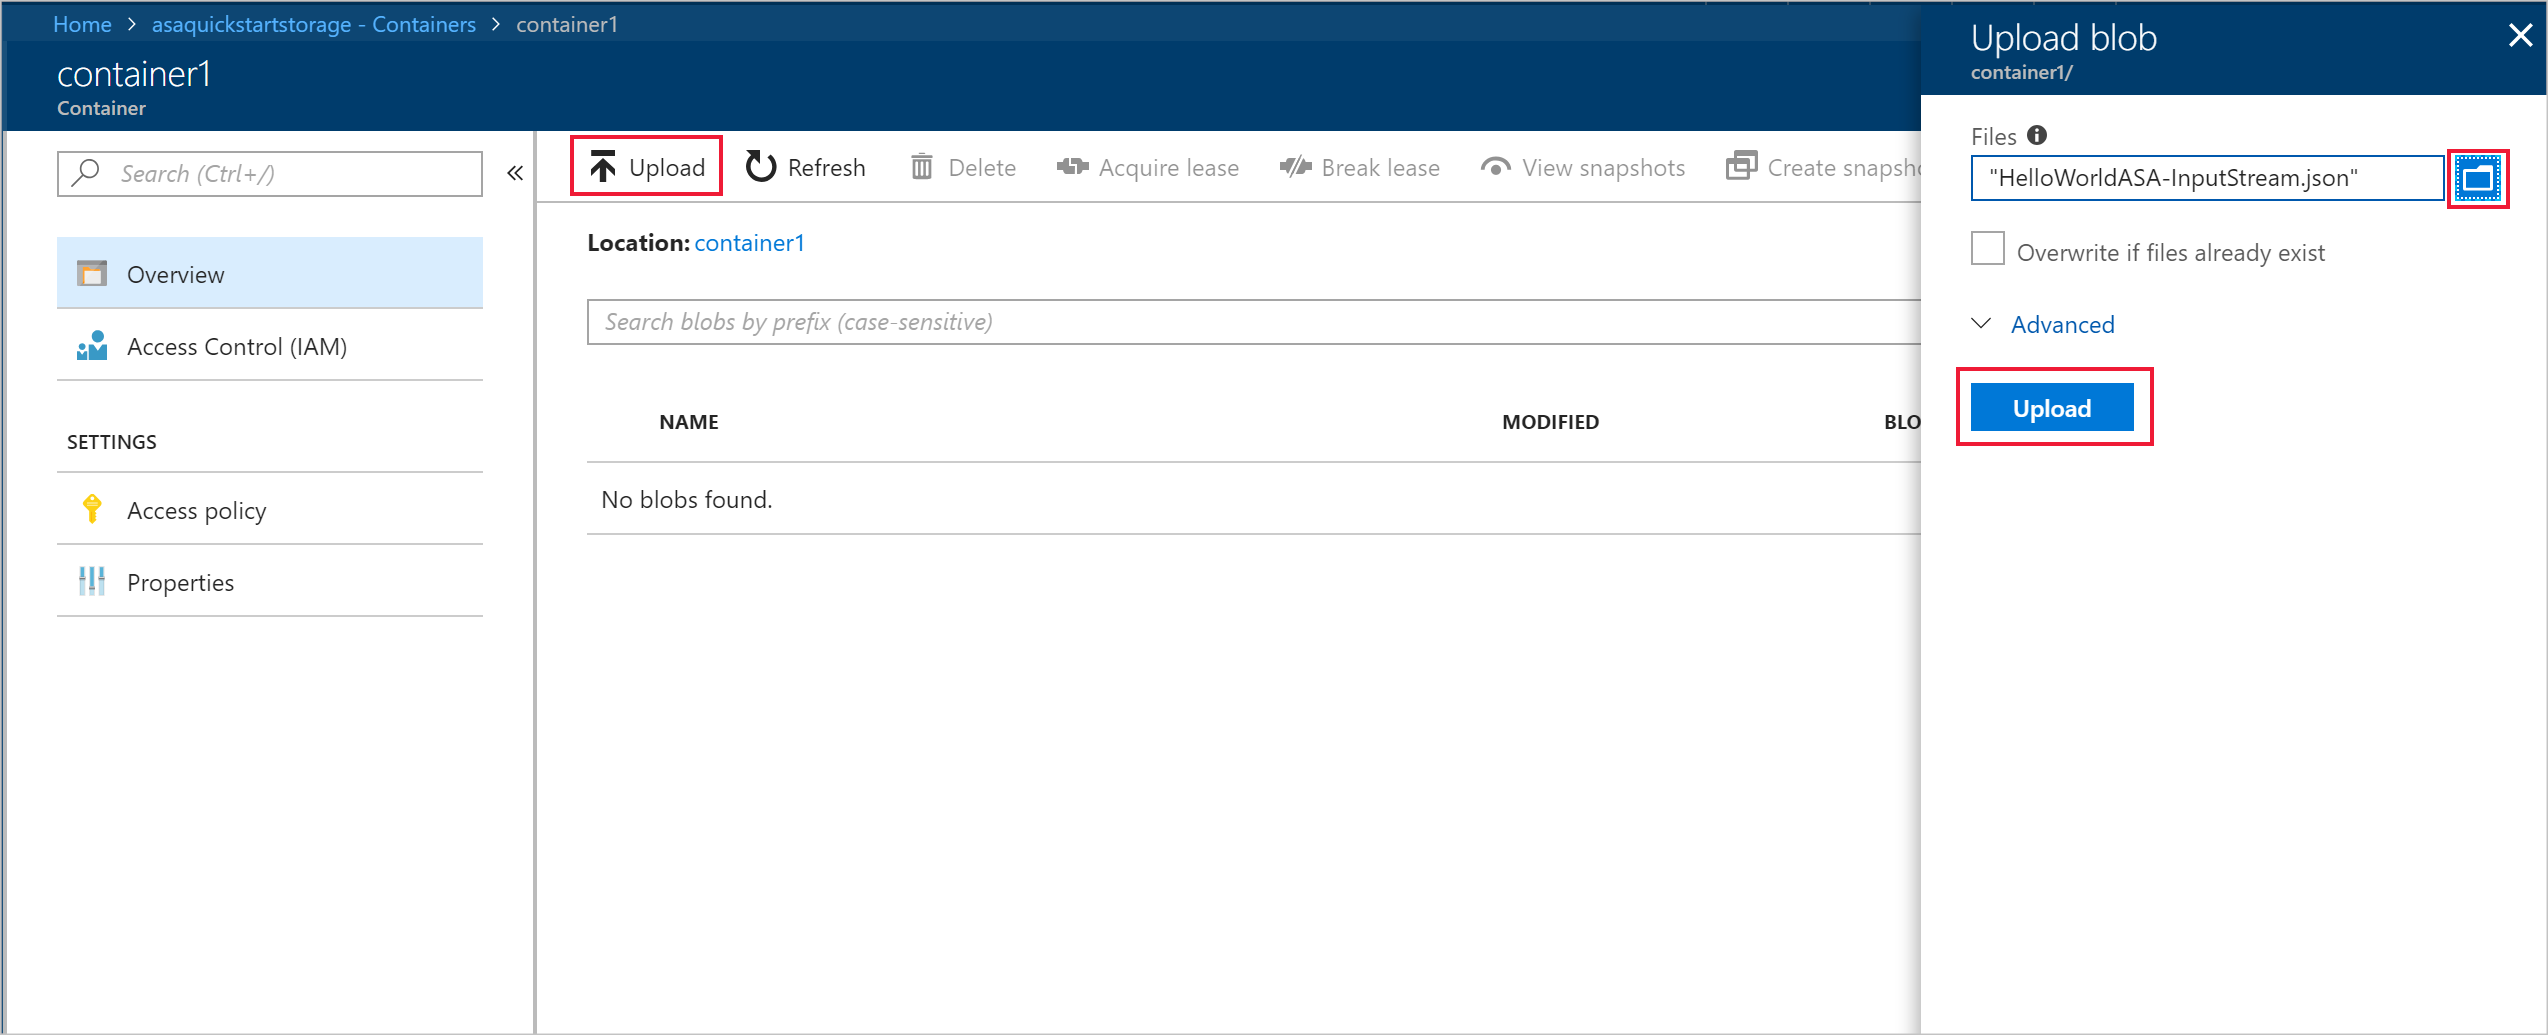 Home > asaquickstartstorage - Containers > container1
container1
Container
Search (Ctrl+/)
Overview
Access Control (IAM)
SETTINGS
Access policy
Properties
Upload Refresh Delete Acquire lease Break lease View snapshots Create snapsh
Location: container1
Search blobs by prefix (case-sensitive)
NAME MODIFIED BLO
No blobs found.
Upload blob
container1/
Files
"HelloWorldASA-InputStream.json"
Overwrite if files already exist
Advanced
Upload